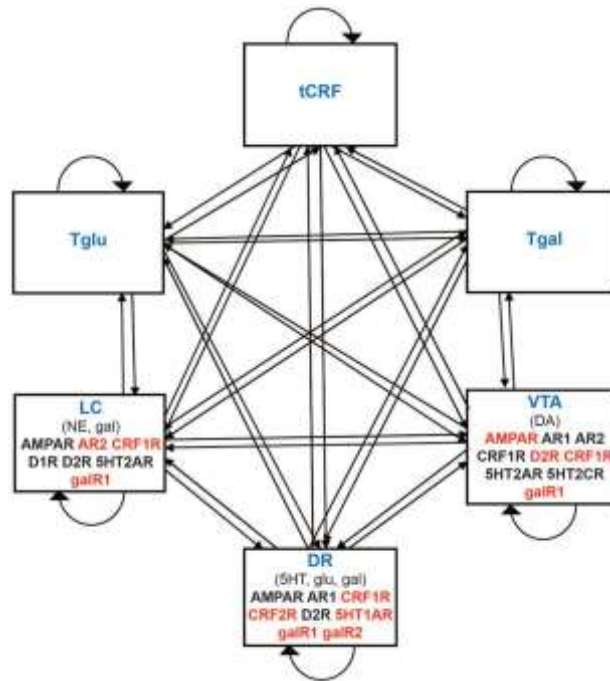 tCRF
Tglu
Tgal
LC
(NE, gal)
AMPAR AR2 CRF1R
D1R D2R 5HT2AR
galR1
VTA
(DA)
AMPAR AR1 AR2
CRF1R D2R CRF1R
5HT2AR 5HT2CR
galR1
DR
(5HT, glu, gal)
AMPAR AR1 CRF1R
CRF2R D2R 5HT1AR
galR1 galR2